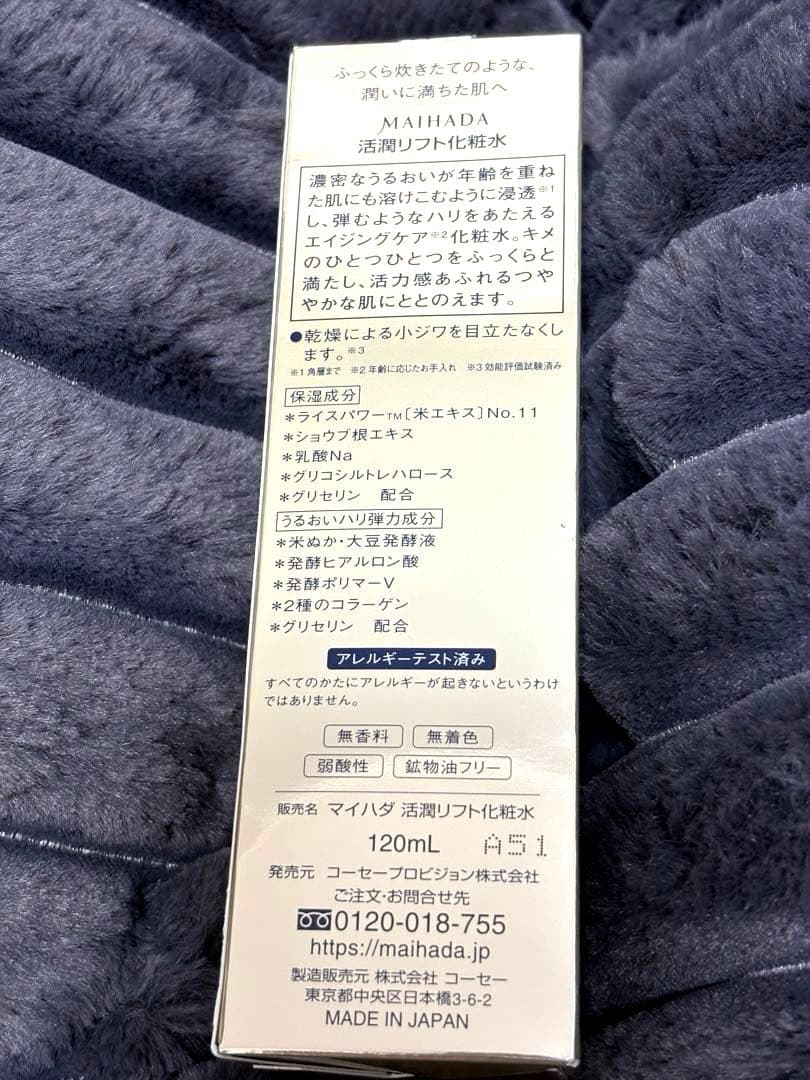 ふっくら炊きたてのような、
潤いに満ちた肌へ
MAIHADA
活潤リフト化粧水
濃密なうるおいが年齢を重ね
た肌にも溶けこむように浸透※1
し、弾むようなハリをあたえる
エイジングケア※2化粧水。キメ
のひとつひとつをふっくらと
満たし、活力感あふれるつや
やかな肌にととのえます。
●乾燥による小ジワを目立たなくし
ます。※3
※1 角層まで ※2 年齢に応じたお手入れ ※3 効能評価試験済み
保湿成分
＊ライスパワー™〔米エキス〕No.11
＊ショウブ根エキス
＊乳酸Na
＊グリコシルトレハロース
＊グリセリン 配合
うるおいハリ弾力成分
＊米ぬか・大豆発酵液
＊発酵ヒアルロン酸
＊発酵ポリマーV
＊2種のコラーゲン
＊グリセリン 配合
アレルギーテスト済み
すべてのかたにアレルギーが起きないというわけ
ではありません。
無香料 無着色
弱酸性 鉱物油フリー
販売名 マイハダ 活潤リフト化粧水
120mL A51
発売元 コーセープロビジョン株式会社
ご注文・お問合せ先
0120-018-755
https://maihada.jp
製造販売元 株式会社 コーセー
東京都中央区日本橋3-6-2
MADE IN JAPAN